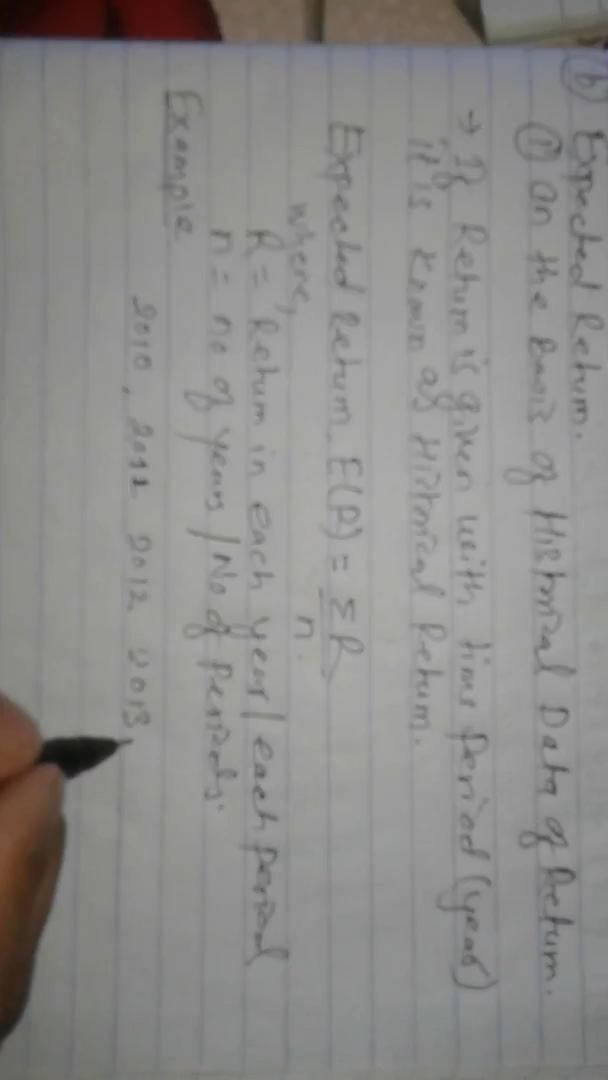 (b) Expected Return.
① on the Basis of Historical Data of Return.
→ If Return is given with time Period (year)
it is known as Historical Return.
Expected Return, E(R) = ΣR
n.
where,
R = Return in each year / each period
n = no of years / No of Periods.
Example
2010, 2011 2012 2013,